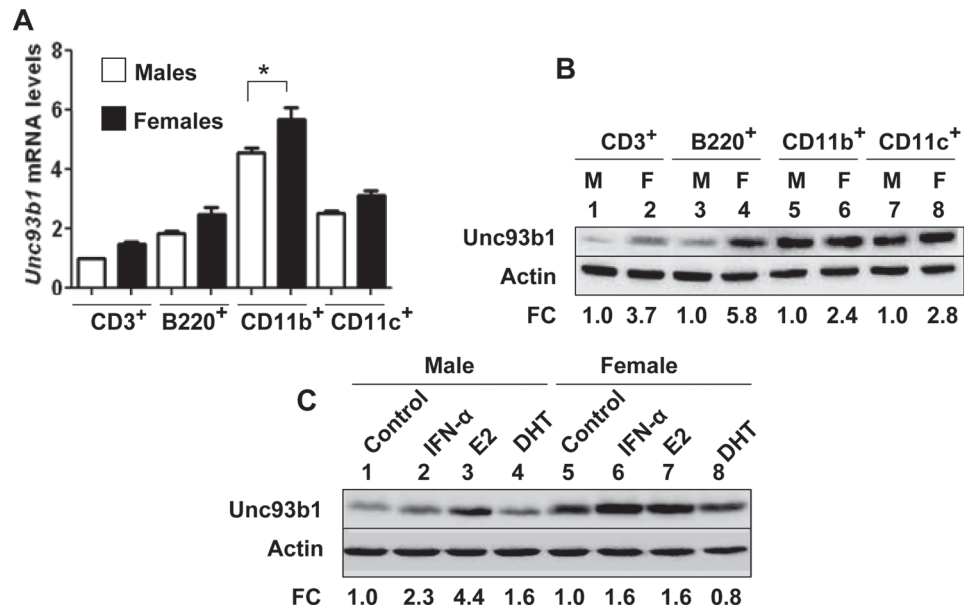 A
Unc93b1 mRNA levels
8
6
4
2
0
Males
Females
*
CD3+ B220+ CD11b+ CD11c+
B
CD3+ B220+ CD11b+ CD11c+
M F M F M F M F
1 2 3 4 5 6 7 8
Unc93b1
Actin
FC 1.0 3.7 1.0 5.8 1.0 2.4 1.0 2.8
C
Male Female
Control IFN-α E2 DHT Control IFN-α E2 DHT
1 2 3 4 5 6 7 8
Unc93b1
Actin
FC 1.0 2.3 4.4 1.6 1.0 1.6 1.6 0.8